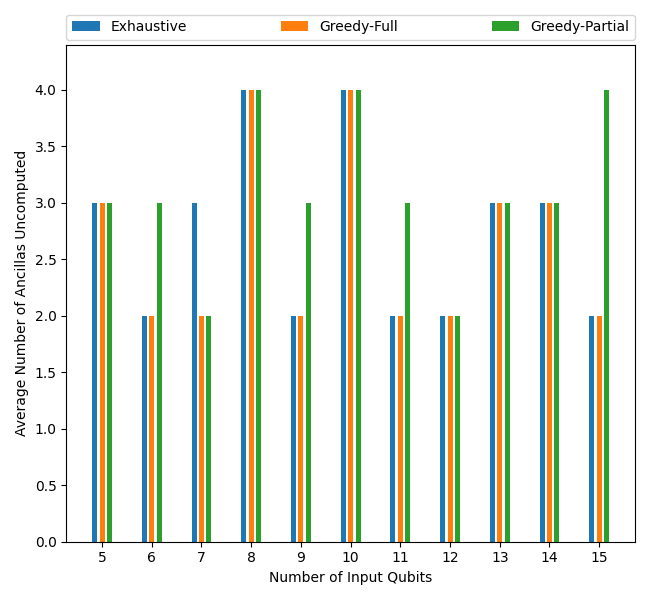 Exhaustive Greedy-Full Greedy-Partial
Average Number of Ancillas Uncomputed
4.0
3.5
3.0
2.5
2.0
1.5
1.0
0.5
0.0
5 6 7 8 9 10 11 12 13 14 15
Number of Input Qubits